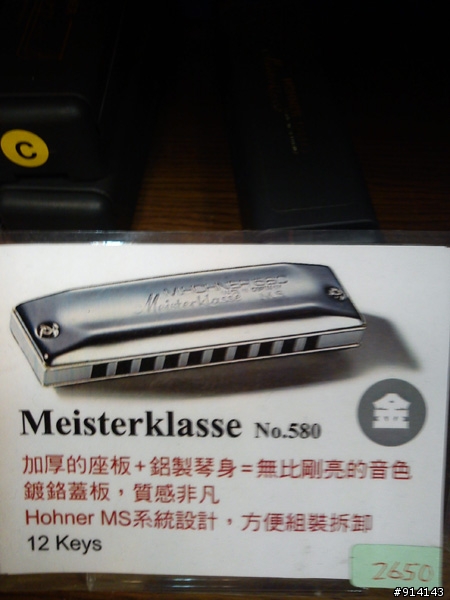 C
M.HOHNER
Meisterklasse MS
Meisterklasse No.580
金
加厚的座板+鋁製琴身=無比剛亮的音色
鍍鉻蓋板，質感非凡
Hohner MS系統設計，方便組裝拆卸
12 Keys
2650
#914143